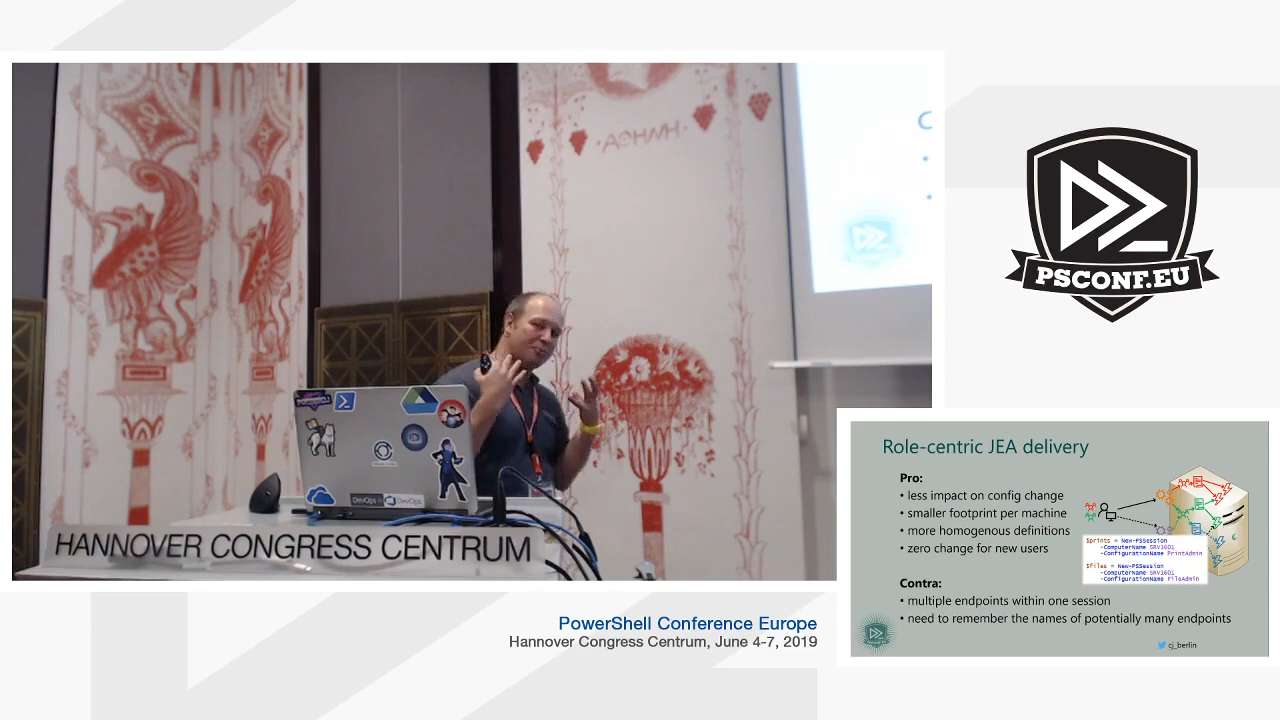 ACHWH
C
HANNOVER CONGRESS CENTRUM
DevOps
DevOps
PSCONF.EU
PowerShell Conference Europe
Hannover Congress Centrum, June 4-7, 2019
Role-centric JEA delivery
Pro:
• less impact on config change
• smaller footprint per machine
• more homogenous definitions
• zero change for new users
$prints = New-PSSession
-ComputerName SRV1601
-ConfigurationName PrintAdmin
$files = New-PSSession
-ComputerName SRV1601
-ConfigurationName FileAdmin
Contra:
• multiple endpoints within one session
• need to remember the names of potentially many endpoints
cj_berlin